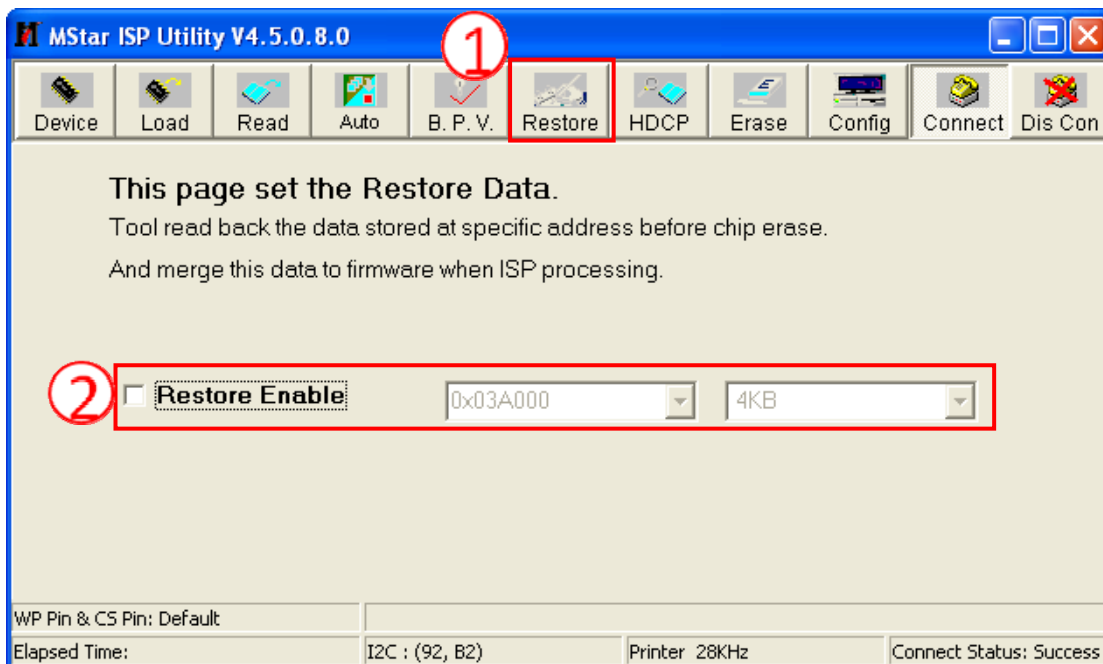 MStar ISP Utility V4.5.0.8.0
1
Device Load Read Auto B. P. V. Restore HDCP Erase Config Connect Dis Con
This page set the Restore Data.
Tool read back the data stored at specific address before chip erase.
And merge this data to firmware when ISP processing.
2 Restore Enable 0x03A000 4KB
WP Pin & CS Pin: Default
Elapsed Time: I2C : (92, B2) Printer 28KHz Connect Status: Success